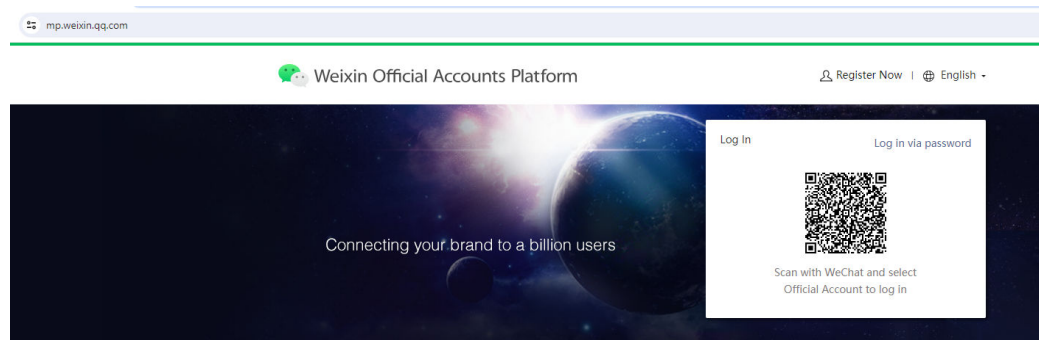 mp.weixin.qq.com
Weixin Official Accounts Platform
Register Now | English
Log In
Log in via password
Connecting your brand to a billion users
Scan with WeChat and select
Official Account to log in